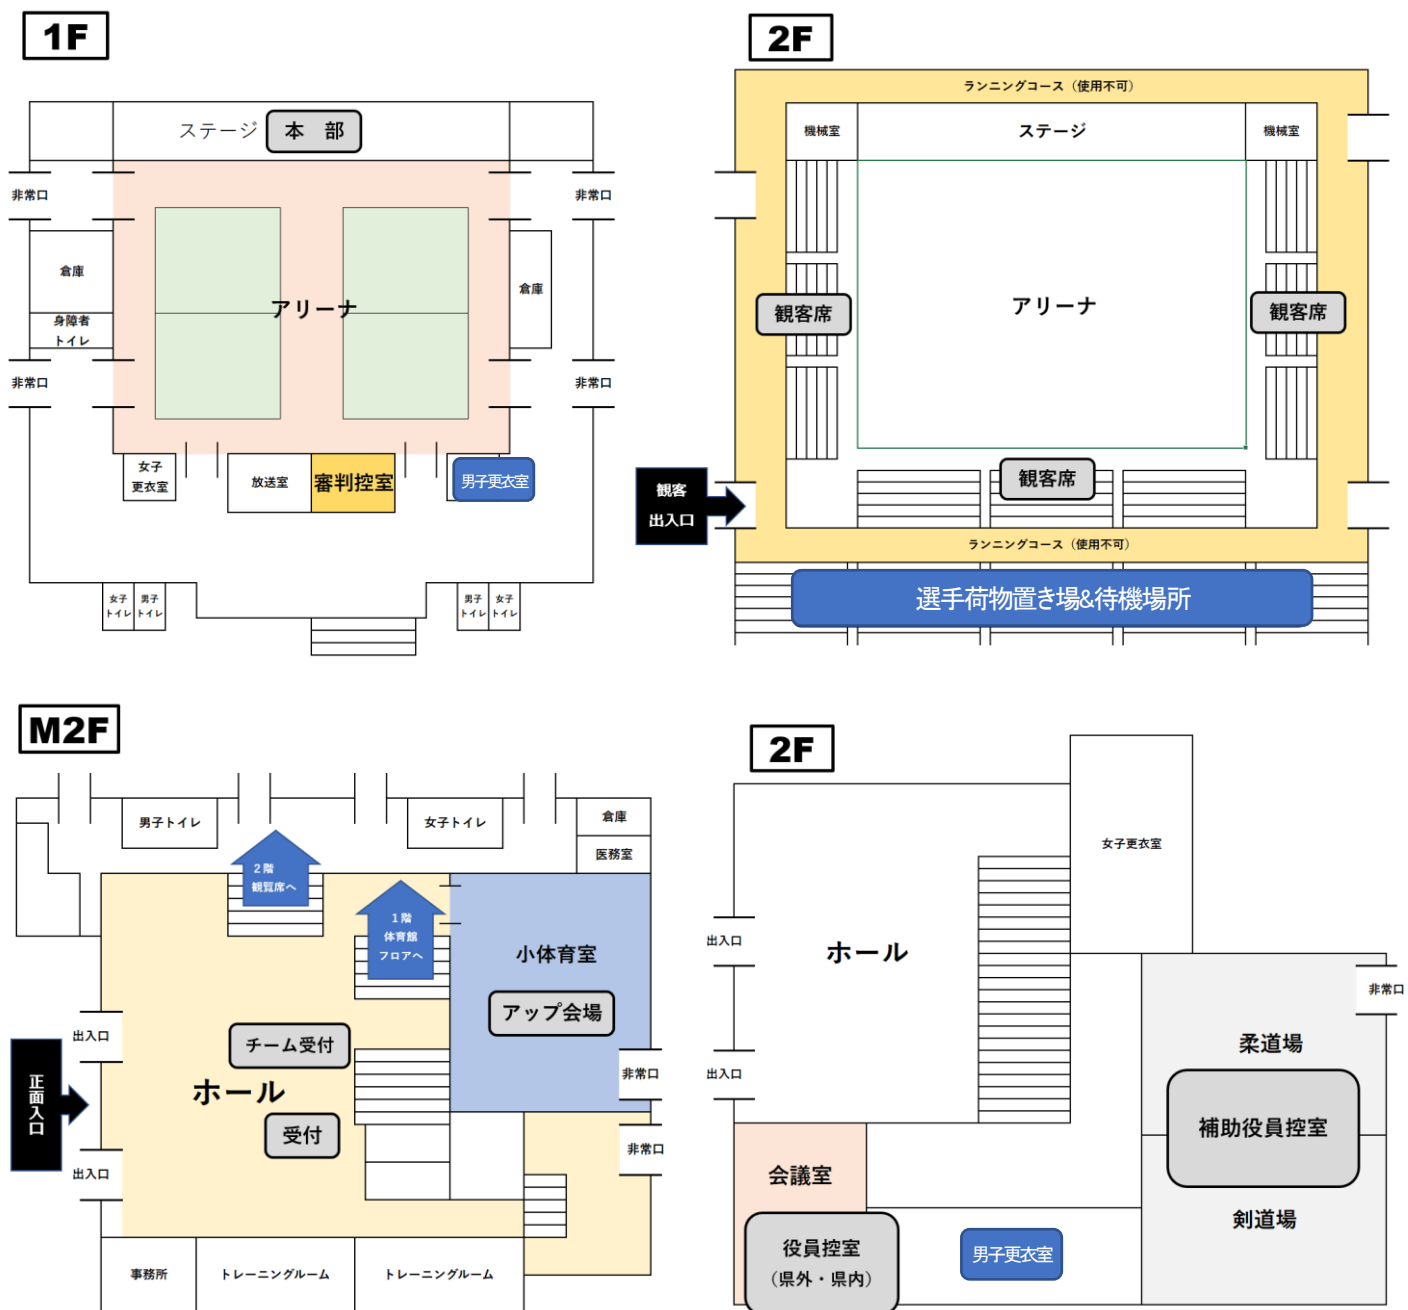 1F
ステージ
本　部
非常口
非常口
倉庫
アリーナ
倉庫
身障者
トイレ
非常口
非常口
女子
更衣室
放送室
審判控室
男子更衣室
女子
トイレ
男子
トイレ
男子
トイレ
女子
トイレ
2F
ランニングコース（使用不可）
機械室
ステージ
機械室
観客席
アリーナ
観客席
観客席
観客
出入口
ランニングコース（使用不可）
選手荷物置き場&待機場所
M2F
男子トイレ
女子トイレ
倉庫
医務室
２階
観覧席へ
１階
体育館
フロアへ
小体育室
アップ会場
出入口
チーム受付
正面入口
ホール
非常口
受付
非常口
出入口
事務所
トレーニングルーム
トレーニングルーム
2F
女子更衣室
出入口
ホール
非常口
柔道場
出入口
補助役員控室
会議室
剣道場
役員控室
（県外・県内）
男子更衣室